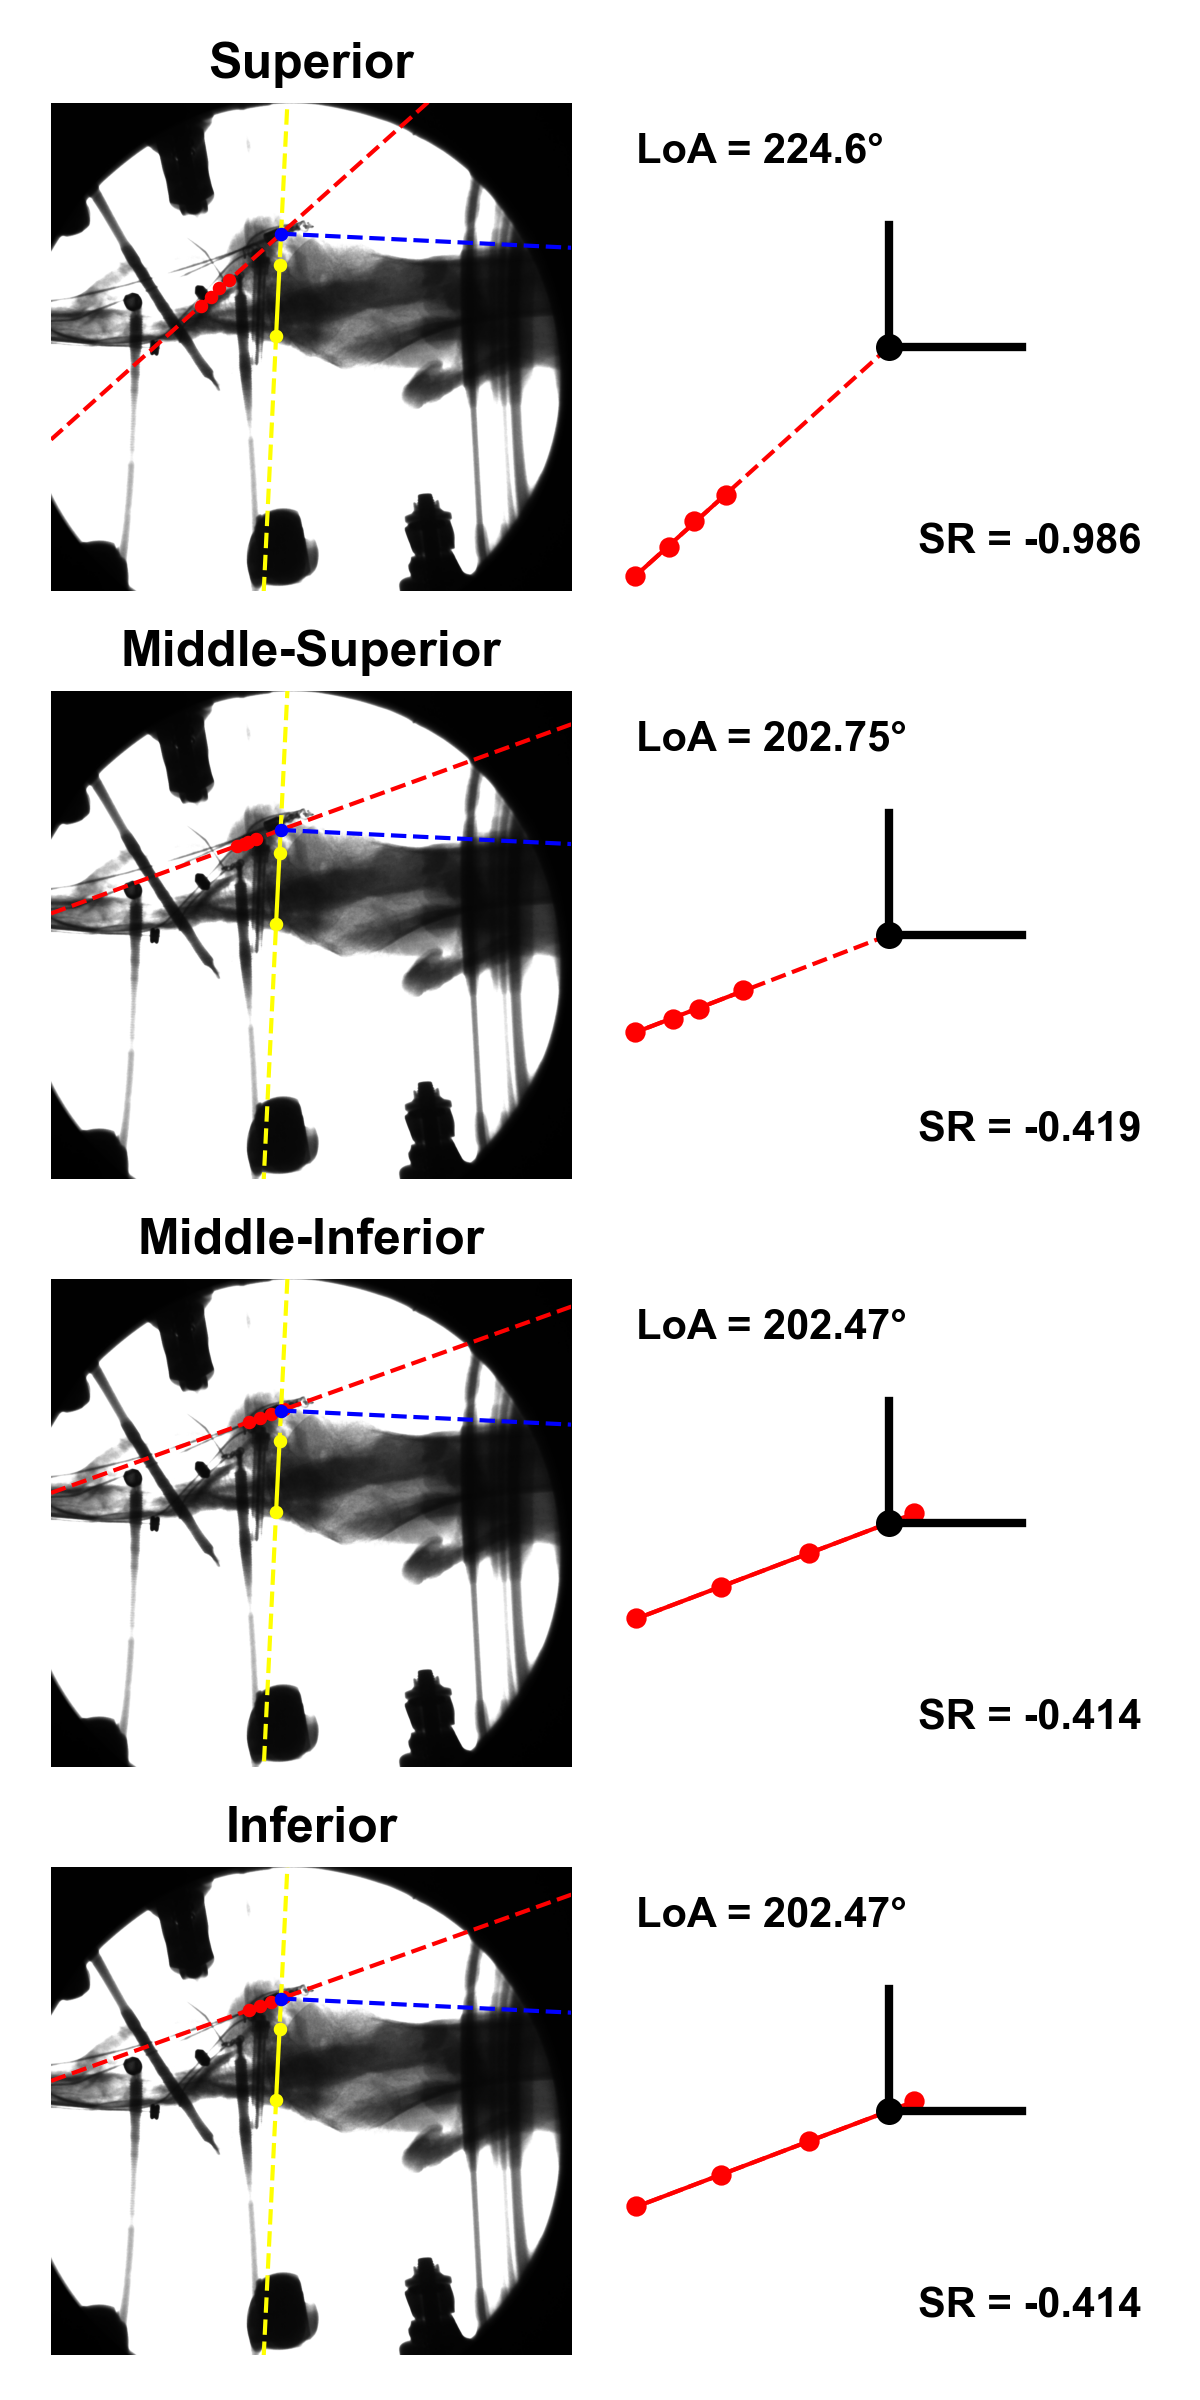 Superior
LoA = 224.6°
SR = -0.986
Middle-Superior
LoA = 202.75°
SR = -0.419
Middle-Inferior
LoA = 202.47°
SR = -0.414
Inferior
LoA = 202.47°
SR = -0.414